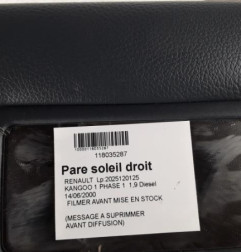 118035287
Pare soleil droit
RENAULT Lp:2025120125
KANGOO 1 PHASE 1 1,9 Diesel
14/06/2000
FILMER AVANT MISE EN STOCK
(MESSAGE A SUPRIMMER
AVANT DIFFUSION)